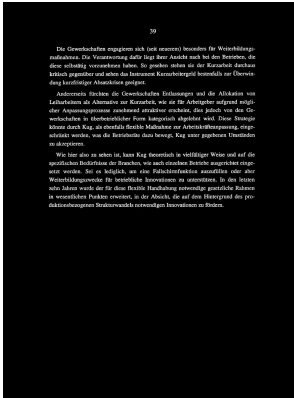 39
Die Gewerkschaften engagieren sich (seit neuerem) besonders für Weiterbildungs-
maßnahmen. Die Verantwortung dafür liegt ihrer Ansicht nach bei den Betrieben, die
diese selbständig vorzunehmen haben. So gesehen stehen sie der Kurzarbeit durchaus
kritisch gegenüber und sehen das Instrument Kurzarbeitergeld bestenfalls zur Überwin-
dung kurzfristiger Absatzkrisen geeignet.
Andererseits fürchten die Gewerkschaften Entlassungen und die Allokation von
Leiharbeitern als Alternative zur Kurzarbeit, wie sie für Arbeitgeber aufgrund mögli-
cher Anpassungsprozesse zunehmend attraktiver erscheint, dies jedoch von den Ge-
werkschaften in überbetrieblicher Form kategorisch abgelehnt wird. Diese Strategie
könnte durch Kug, als ebenfalls flexible Maßnahme zur Arbeitskräfteanpassung, einge-
schränkt werden, was die Betriebsräte dazu bewegt, Kug unter gegebenen Umständen
zu akzeptieren.
Wie hier also zu sehen ist, kann Kug theoretisch in vielfältiger Weise und auf die
spezifischen Bedürfnisse der Branchen, wie auch einzelnen Betriebe ausgerichtet einge-
setzt werden. Sei es lediglich, um eine Fallschirmfunktion auszufüllen oder aber
Weiterbildungszwecke für betriebliche Innovationen zu unterstützen. In den letzten
zehn Jahren wurde der für diese flexible Handhabung notwendige gesetzliche Rahmen
in wesentlichen Punkten erweitert, in der Absicht, die auf dem Hintergrund des pro-
duktionsbezogenen Strukturwandels notwendigen Innovationen zu fördern.